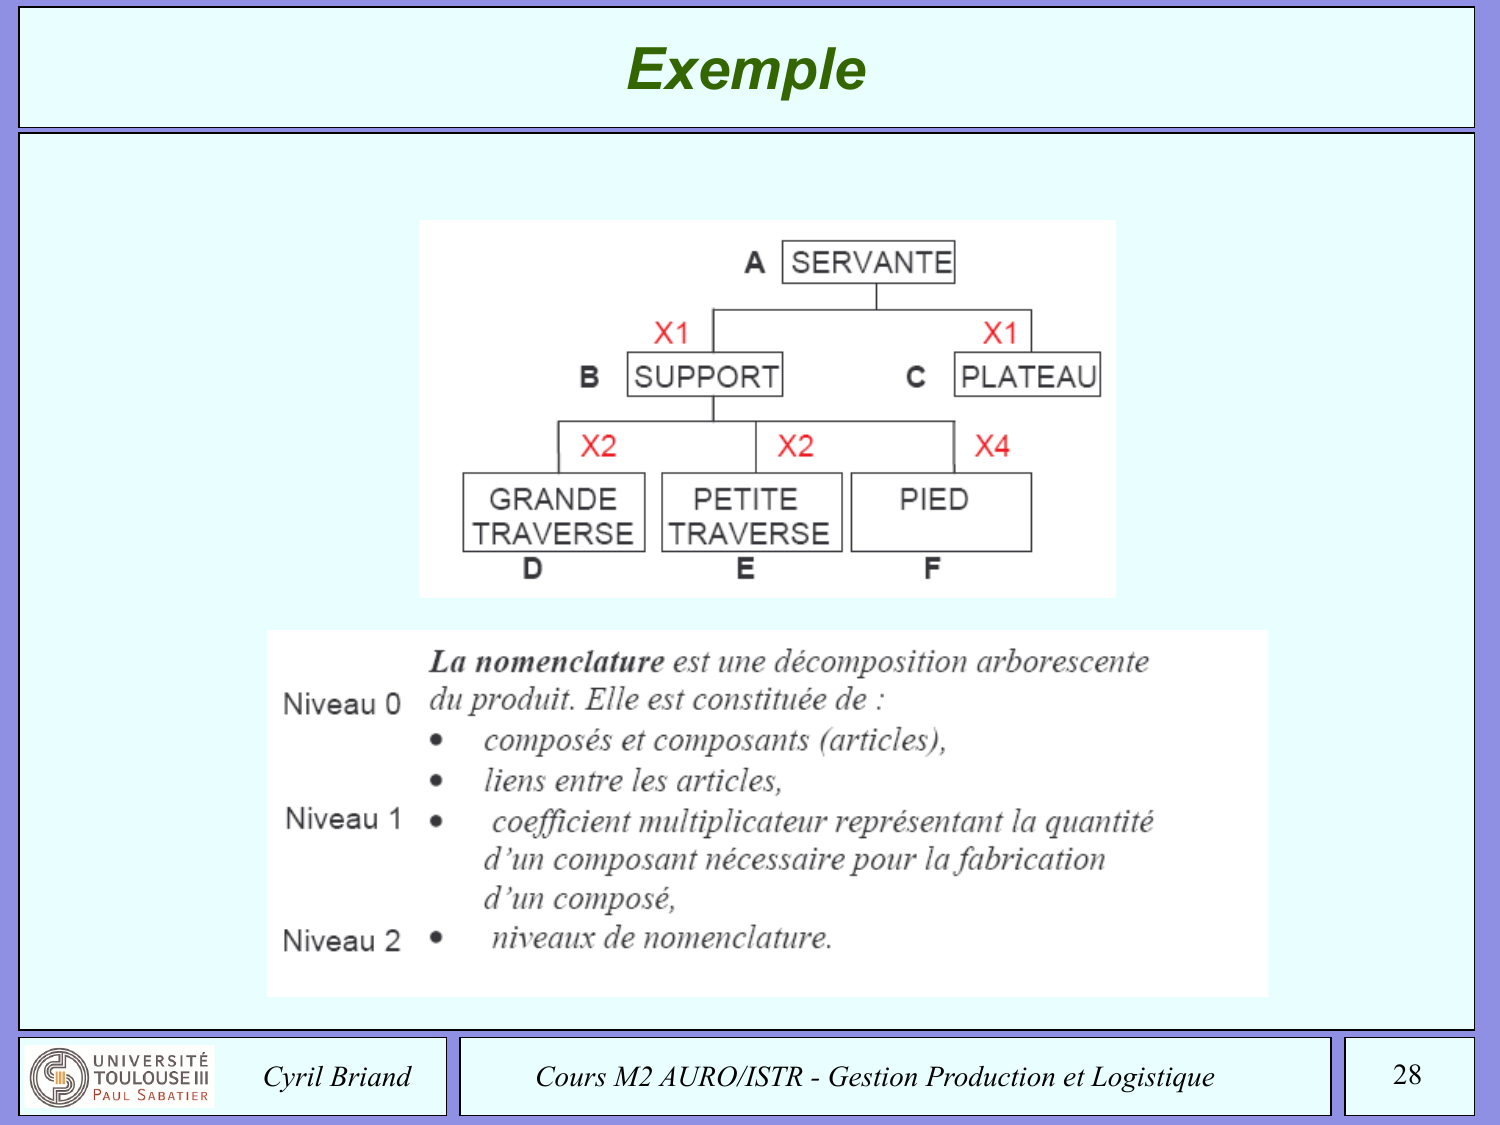 Exemple
A SERVANTE
X1 X1
B SUPPORT C PLATEAU
X2 X2 X4
GRANDE PETITE PIED
TRAVERSE TRAVERSE
D E F
La nomenclature est une décomposition arborescente
Niveau 0 du produit. Elle est constituée de :
• composés et composants (articles),
• liens entre les articles,
Niveau 1 • coefficient multiplicateur représentant la quantité
d'un composant nécessaire pour la fabrication
d'un composé,
Niveau 2 • niveaux de nomenclature.
UNIVERSITÉ
TOULOUSE III
PAUL SABATIER
Cyril Briand
Cours M2 AURO/ISTR - Gestion Production et Logistique
28